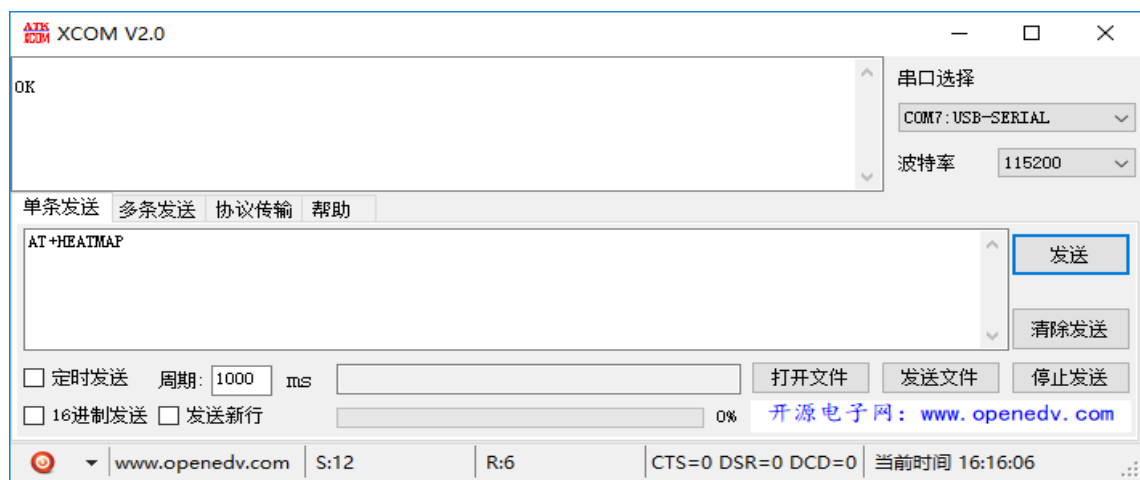 ATK XCOM XCOM V2.0
OK
串口选择
COM7:USB-SERIAL
波特率 115200
单条发送 多条发送 协议传输 帮助
AT+HEATMAP
发送
清除发送
定时发送 周期: 1000 ms 打开文件 发送文件 停止发送
16进制发送 发送新行 0% 开源电子网: www.openedv.com
www.openedv.com S:12 R:6 CTS=0 DSR=0 DCD=0 当前时间 16:16:06